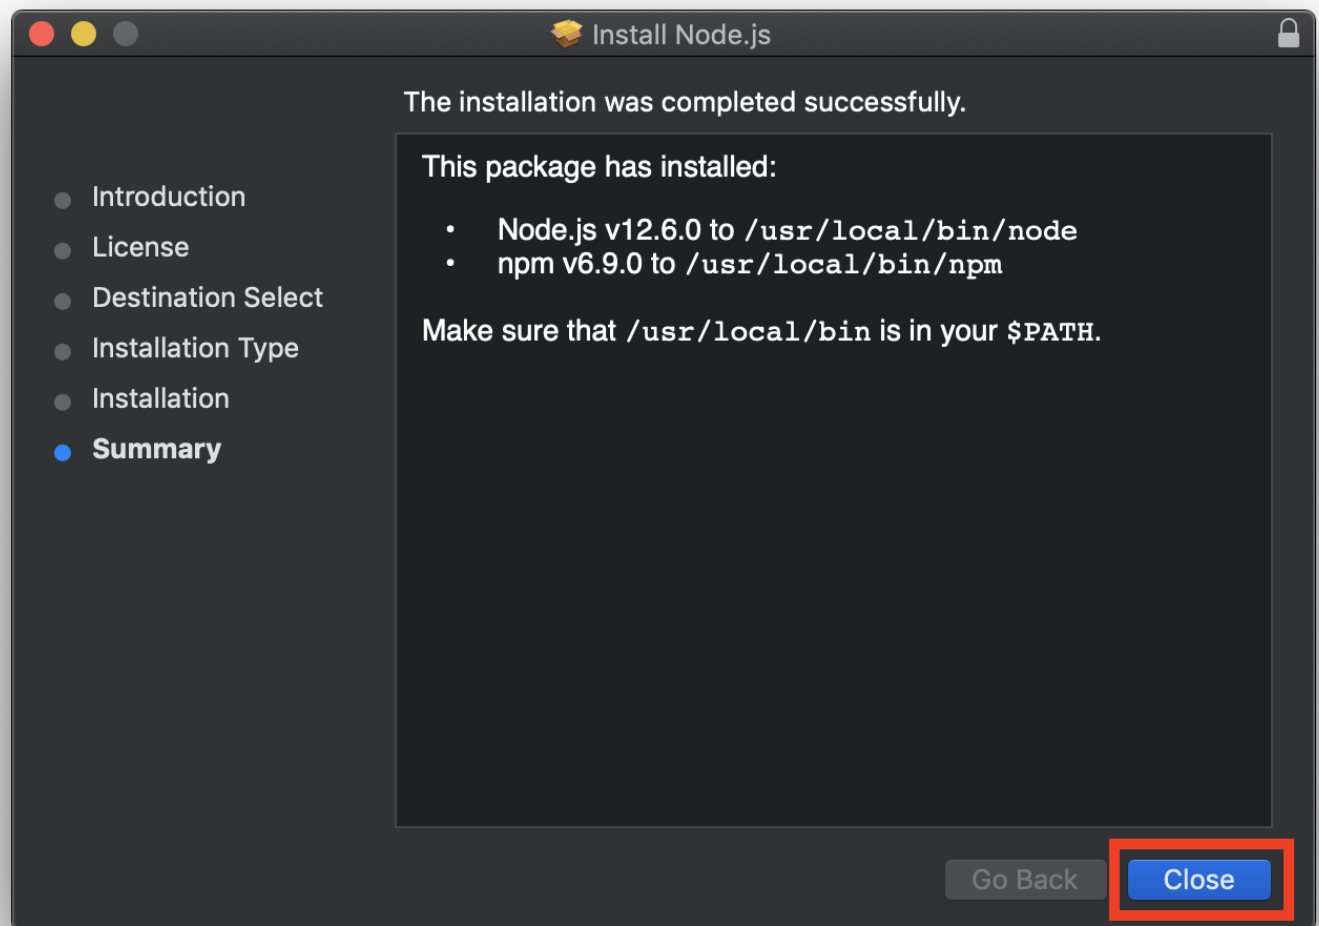 Install Node.js
The installation was completed successfully.
Introduction
License
Destination Select
Installation Type
Installation
Summary
This package has installed:
• Node.js v12.6.0 to /usr/local/bin/node
• npm v6.9.0 to /usr/local/bin/npm
Make sure that /usr/local/bin is in your $PATH.
Go Back
Close